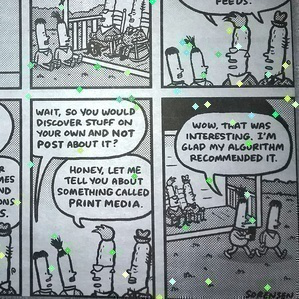 FEEDS.
WAIT, SO YOU WOULD
DISCOVER STUFF ON
YOUR OWN AND NOT
POST ABOUT IT?
HONEY, LET ME
TELL YOU ABOUT
SOMETHING CALLED
PRINT MEDIA.
WOW, THAT WAS
INTERESTING. I'M
GLAD MY ALGORITHM
RECOMMENDED IT.
SORENSEN